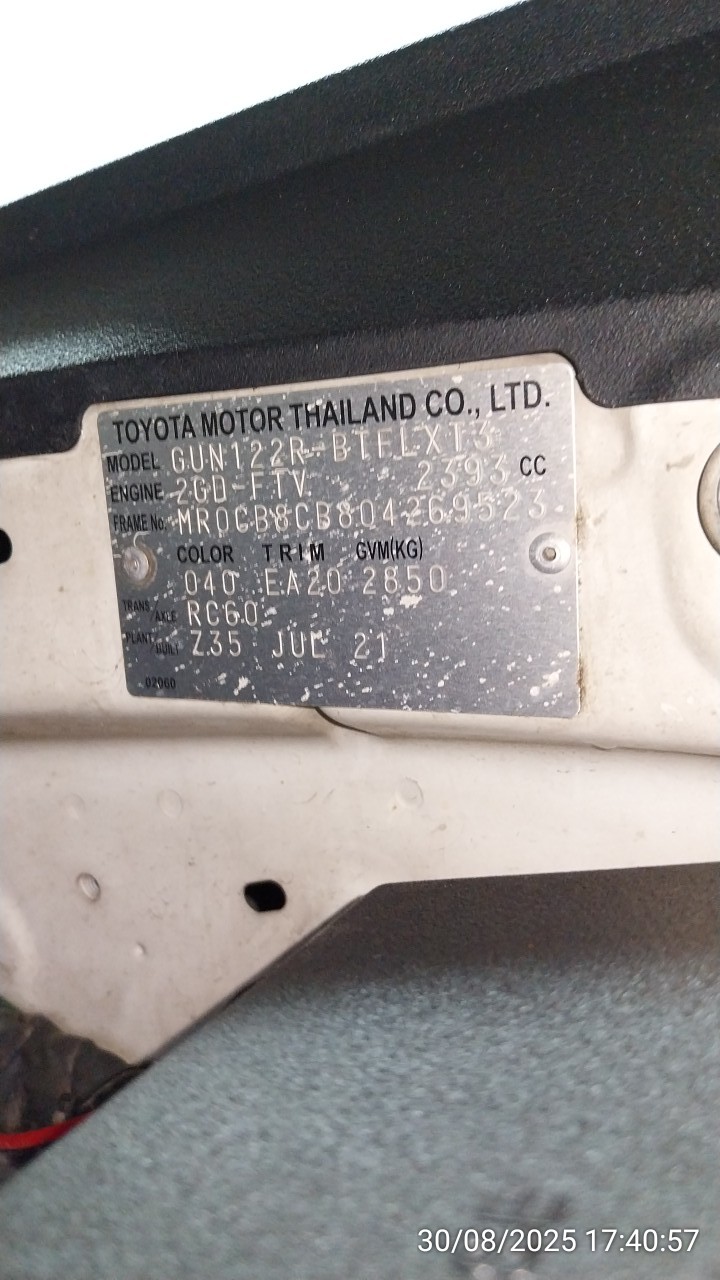 TOYOTA MOTOR THAILAND CO., LTD.
MODEL GUN122R-BTFLXT3
ENGINE 2GD-FTV 2393 CC
FRAME No. MR0CB8CB804269523
COLOR TRIM GVM(KG)
040 EA20 2850
TRANS/AXLE RC60
PLANT/BUILT Z35 JUL 21
02060
30/08/2025 17:40:57